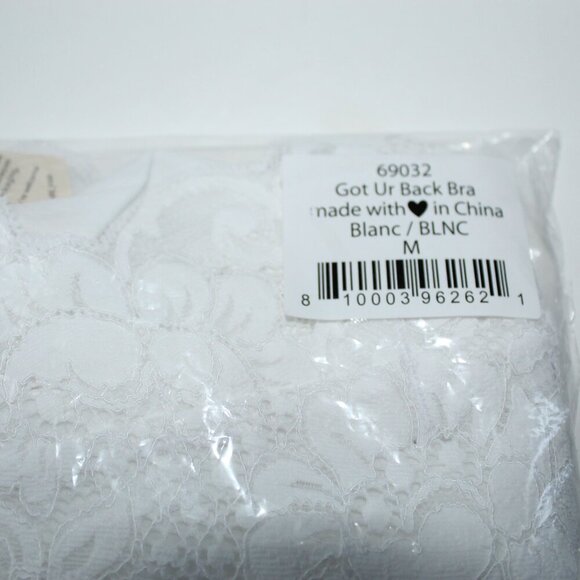 69032
Got Ur Back Bra
made with♥in China
Blanc / BLNC
M
8 10003 96262 1